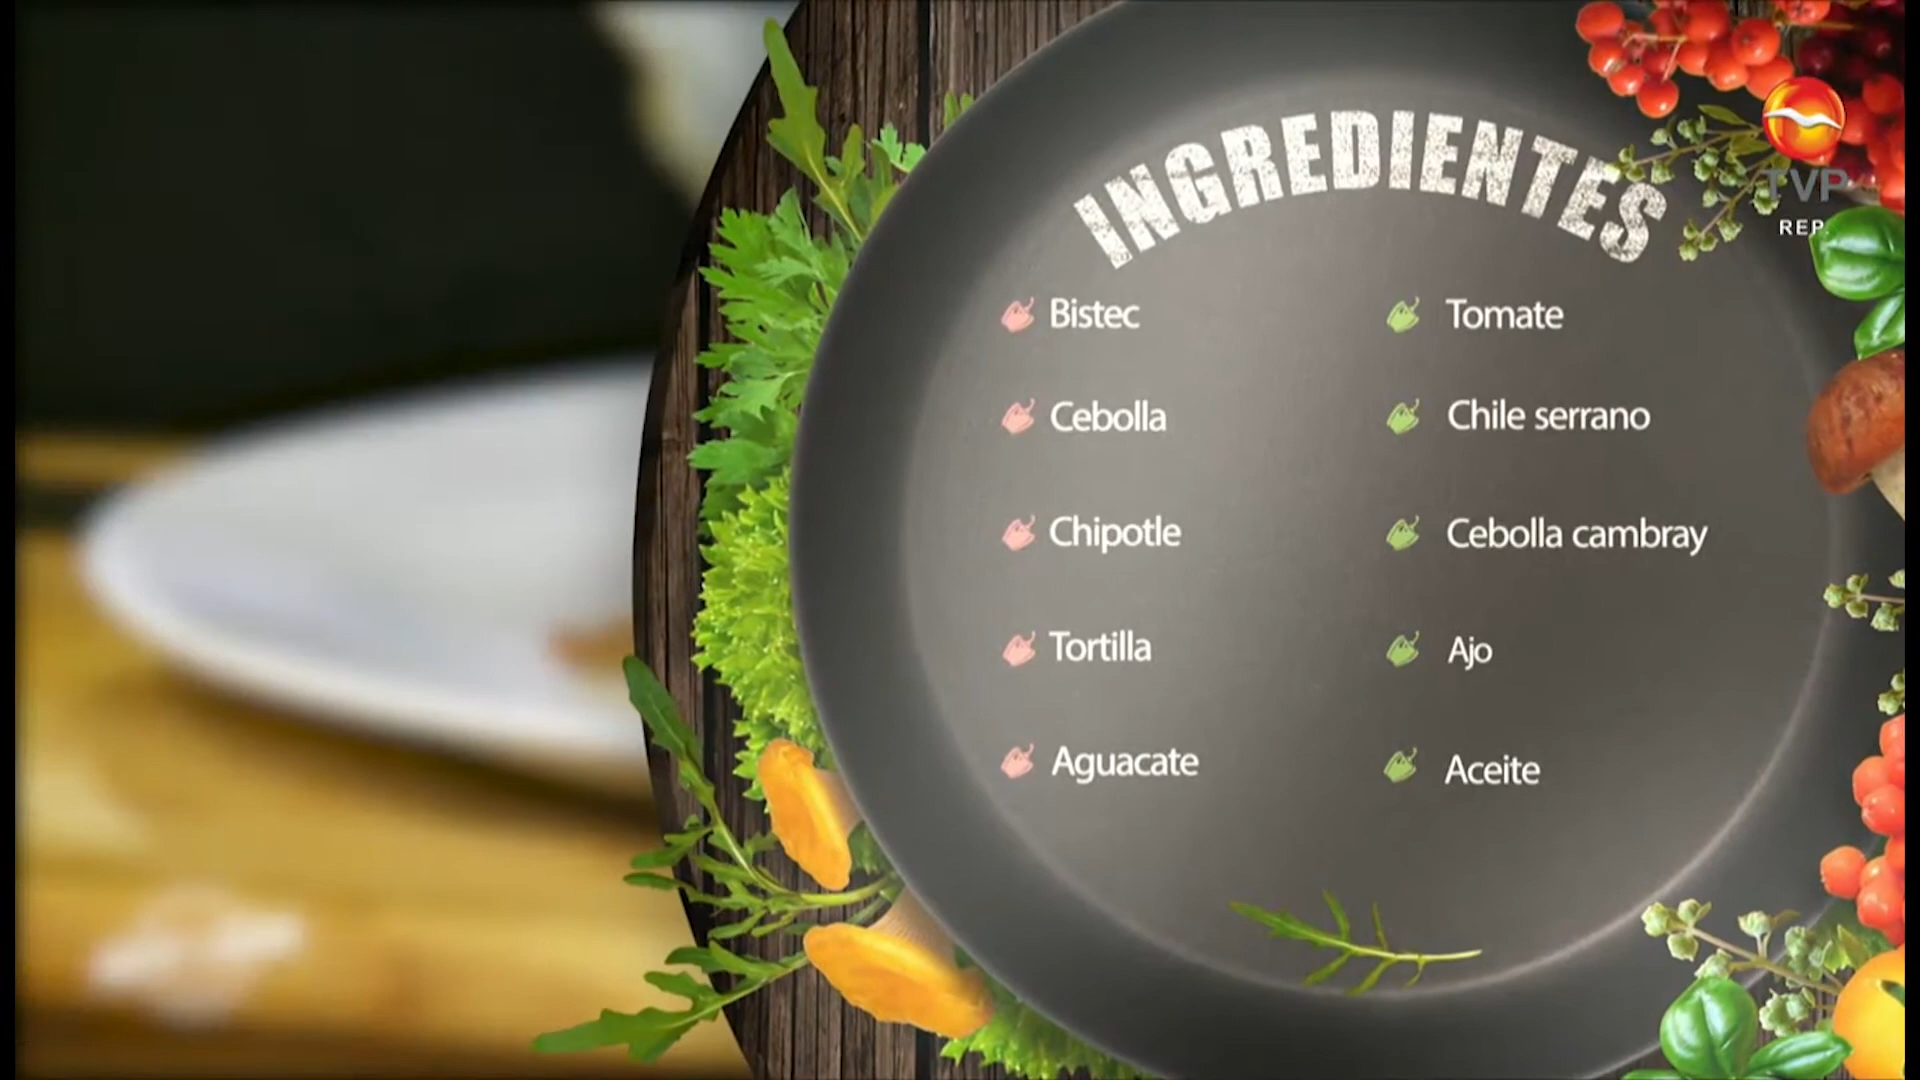 INGREDIENTES
TVP
REP.
Bistec
Cebolla
Chipotle
Tortilla
Aguacate
Tomate
Chile serrano
Cebolla cambray
Ajo
Aceite